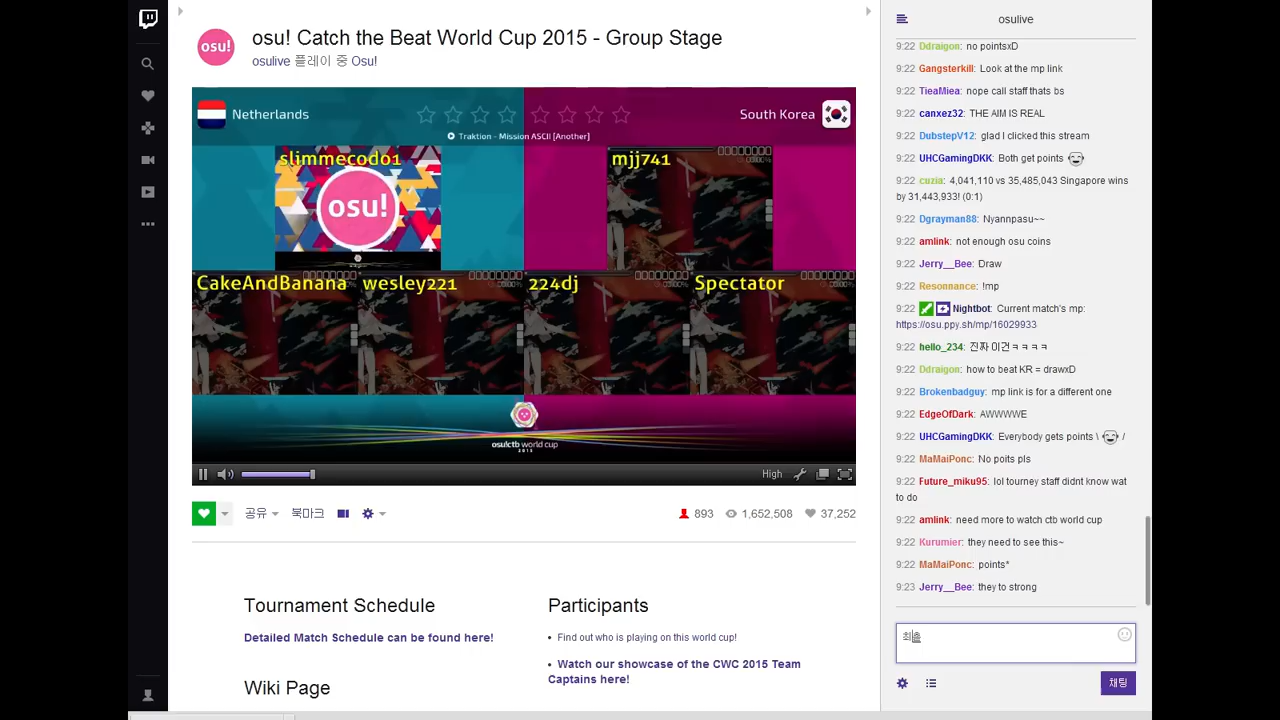 osu!
osu! Catch the Beat World Cup 2015 - Group Stage
osulive 플레이 중 Osu!
Netherlands
South Korea
Traktion - Mission ASCII [Another]
slimmecodo1
mjj741
osu!
CakeAndBanana
wesley221
224dj
Spectator
osu!ctb world cup
2015
High
공유
북마크
893
1,652,508
37,252
Tournament Schedule
Detailed Match Schedule can be found here!
Wiki Page
Participants
• Find out who is playing on this world cup!
• Watch our showcase of the CWC 2015 Team
Captains here!
osulive
9:22 Ddraigon: no pointsxD
9:22 Gangsterkill: Look at the mp link
9:22 TieaMiea: nope call staff thats bs
9:22 canxez32: THE AIM IS REAL
9:22 DubstepV12: glad I clicked this stream
9:22 UHCGamingDKK: Both get points
9:22 cuzia: 4,041,110 vs 35,485,043 Singapore wins
by 31,443,933! (0:1)
9:22 Dgrayman88: Nyannpasu~~
9:22 amlink: not enough osu coins
9:22 Jerry__Bee: Draw
9:22 Resonnance: !mp
9:22 Nightbot: Current match's mp:
https://osu.ppy.sh/mp/16029933
9:22 hello_234: 진짜 이건ㅋㅋㅋㅋ
9:22 Ddraigon: how to beat KR = drawxD
9:22 Brokenbadguy: mp link is for a different one
9:22 EdgeOfDark: AWWWWE
9:22 UHCGamingDKK: Everybody gets points \ /
9:22 MaMaiPonc: No poits pls
9:22 Future_miku95: lol tourney staff didnt know wat
to do
9:22 amlink: need more to watch ctb world cup
9:22 Kurumier: they need to see this~
9:22 MaMaiPonc: points*
9:23 Jerry__Bee: they to strong
채팅